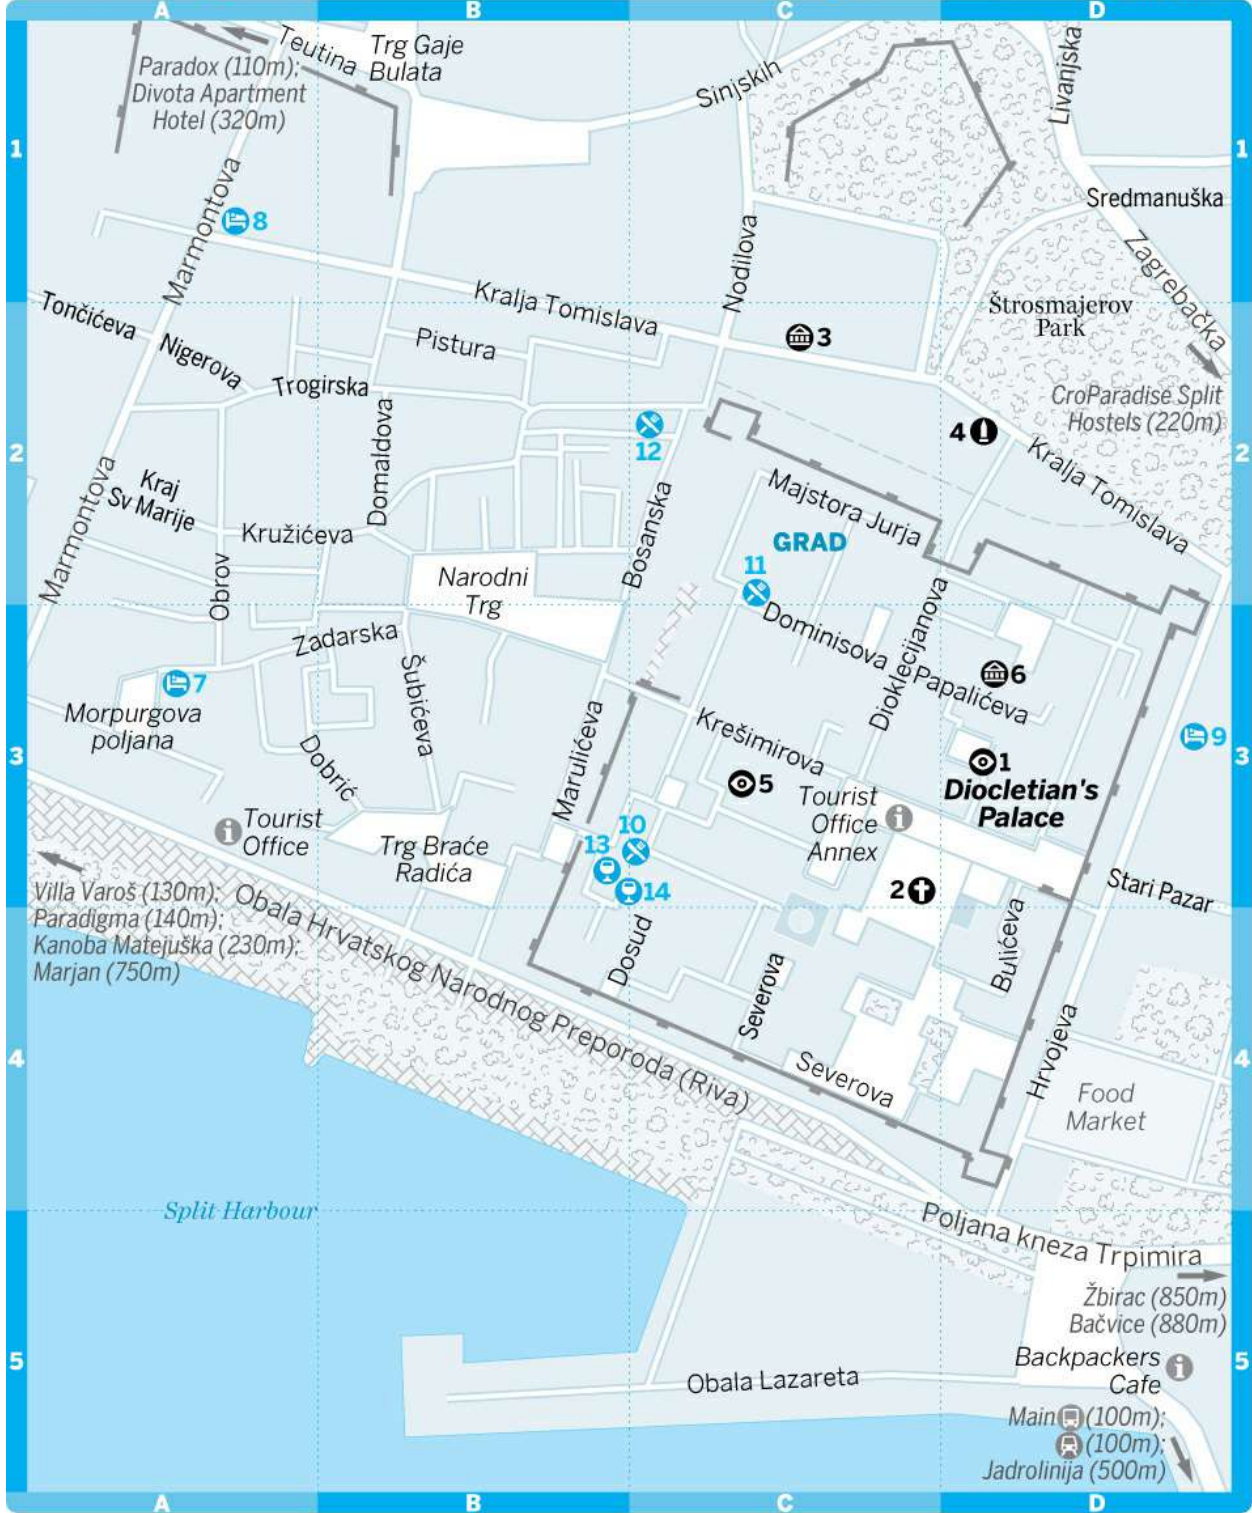 A B C D
Teutina
Trg Gaje
Bulata
Paradox (110m);
Divota Apartment
Hotel (320m)
Sinjskih
Livanjska
1
1
Sredmanuška
Marmontova
8
Nodilova
Zagrebačka
Kralja Tomislava
Štrosmajerov
Park
Tončićeva
Nigerova
Pistura
3
Trogirska
CroParadise Split
Hostels (220m)
Domaldova
12
4
2
2
Kralja Tomislava
Marmontova
Kraj
Sv Marije
Kružićeva
Bosanska
Majstora Jurja
GRAD
11
Obrov
Narodni
Trg
Zadarska
Šubićeva
Dominisova
Dioklecijanova
Papalićeva
6
7
Morpurgova
poljana
Dobrić
Marulićeva
Krešimirova
9
3
3
1
Diocletian's
Palace
5
Tourist
Office
Annex
Tourist
Office
Trg Braće
Radića
10
13
14
2
Stari Pazar
Villa Varoš (130m);
Paradigma (140m);
Kanoba Matejuška (230m);
Marjan (750m)
Obala Hrvatskog Narodnog Preporoda (Riva)
Dosud
Severova
Bulićeva
Hrvojeva
4
4
Severova
Food
Market
Split Harbour
Poljana kneza Trpimira
Žbirac (850m)
Bačvice (880m)
5
5
Backpackers
Cafe
Obala Lazareta
Main (100m);
(100m);
Jadrolinija (500m)
A B C D